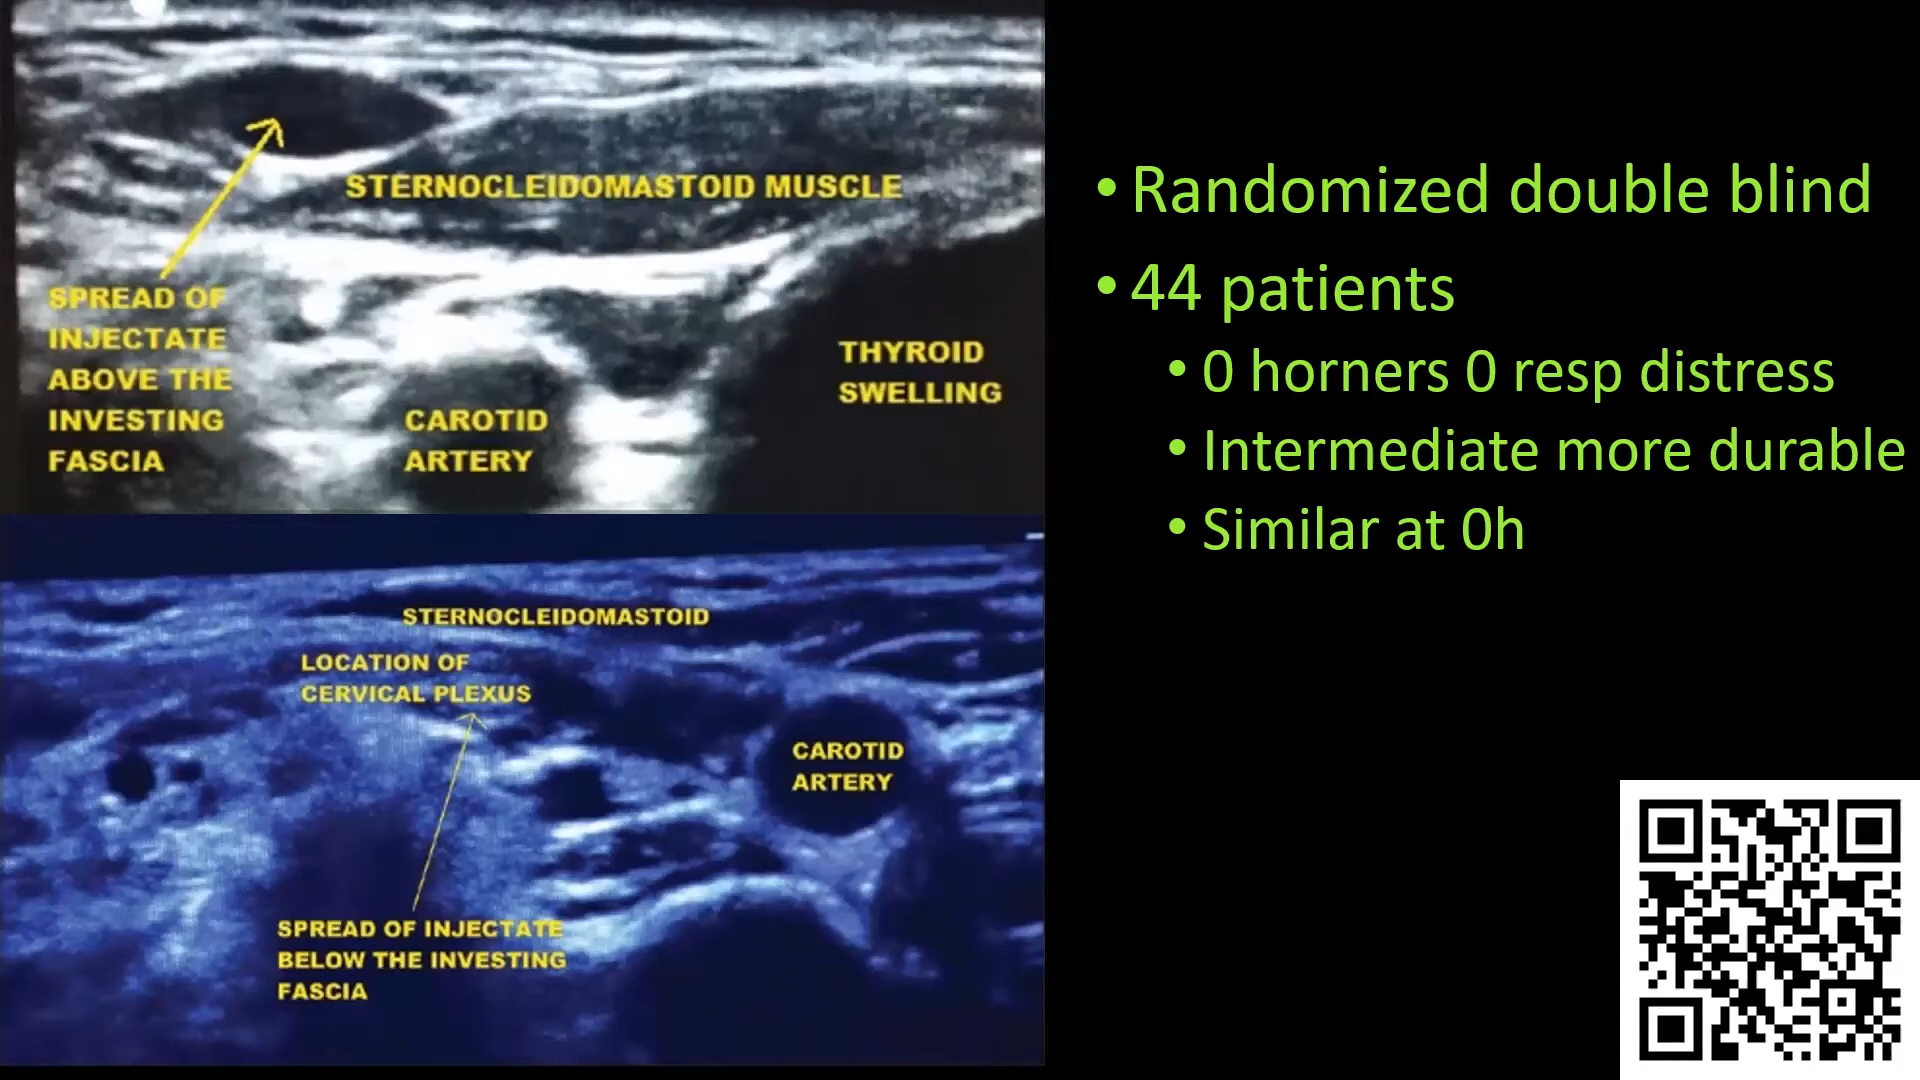 STERNOCLEIDOMASTOID MUSCLE
SPREAD OF
INJECTATE
ABOVE THE
INVESTING
FASCIA
CAROTID
ARTERY
THYROID
SWELLING
STERNOCLEIDOMASTOID
LOCATION OF
CERVICAL PLEXUS
CAROTID
ARTERY
SPREAD OF INJECTATE
BELOW THE INVESTING
FASCIA
• Randomized double blind
• 44 patients
• 0 horners 0 resp distress
• Intermediate more durable
• Similar at 0h